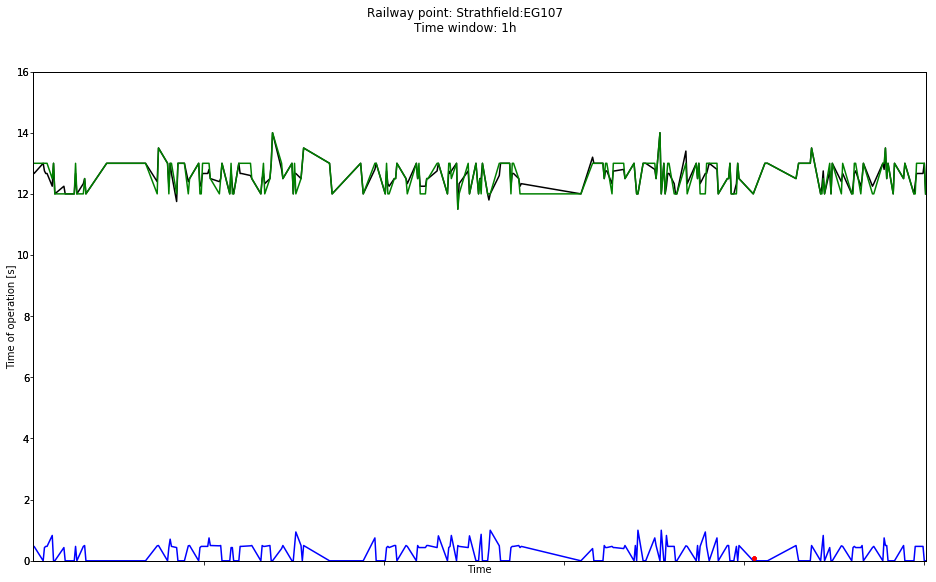 Railway point: Strathfield:EG107
Time window: 1h
16
14
12
10
8
6
4
2
0
Time of operation [s]
Time